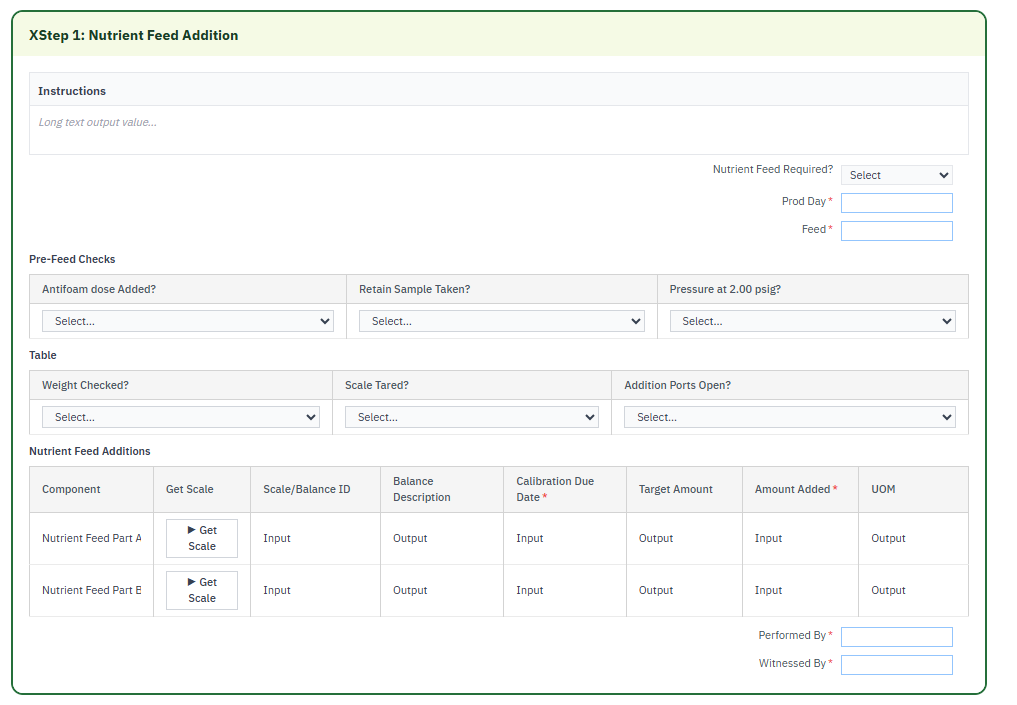 XStep 1: Nutrient Feed Addition
Instructions
Long text output value...
Nutrient Feed Required? Select
Prod Day *
Feed *
Pre-Feed Checks
Antifoam dose Added? Retain Sample Taken? Pressure at 2.00 psig?
Select... Select... Select...
Table
Weight Checked? Scale Tared? Addition Ports Open?
Select... Select... Select...
Nutrient Feed Additions
Component Get Scale Scale/Balance ID Balance Description Calibration Due Date * Target Amount Amount Added * UOM
Nutrient Feed Part A ▶ Get Scale Input Output Input Output Input Output
Nutrient Feed Part B ▶ Get Scale Input Output Input Output Input Output
Performed By *
Witnessed By *